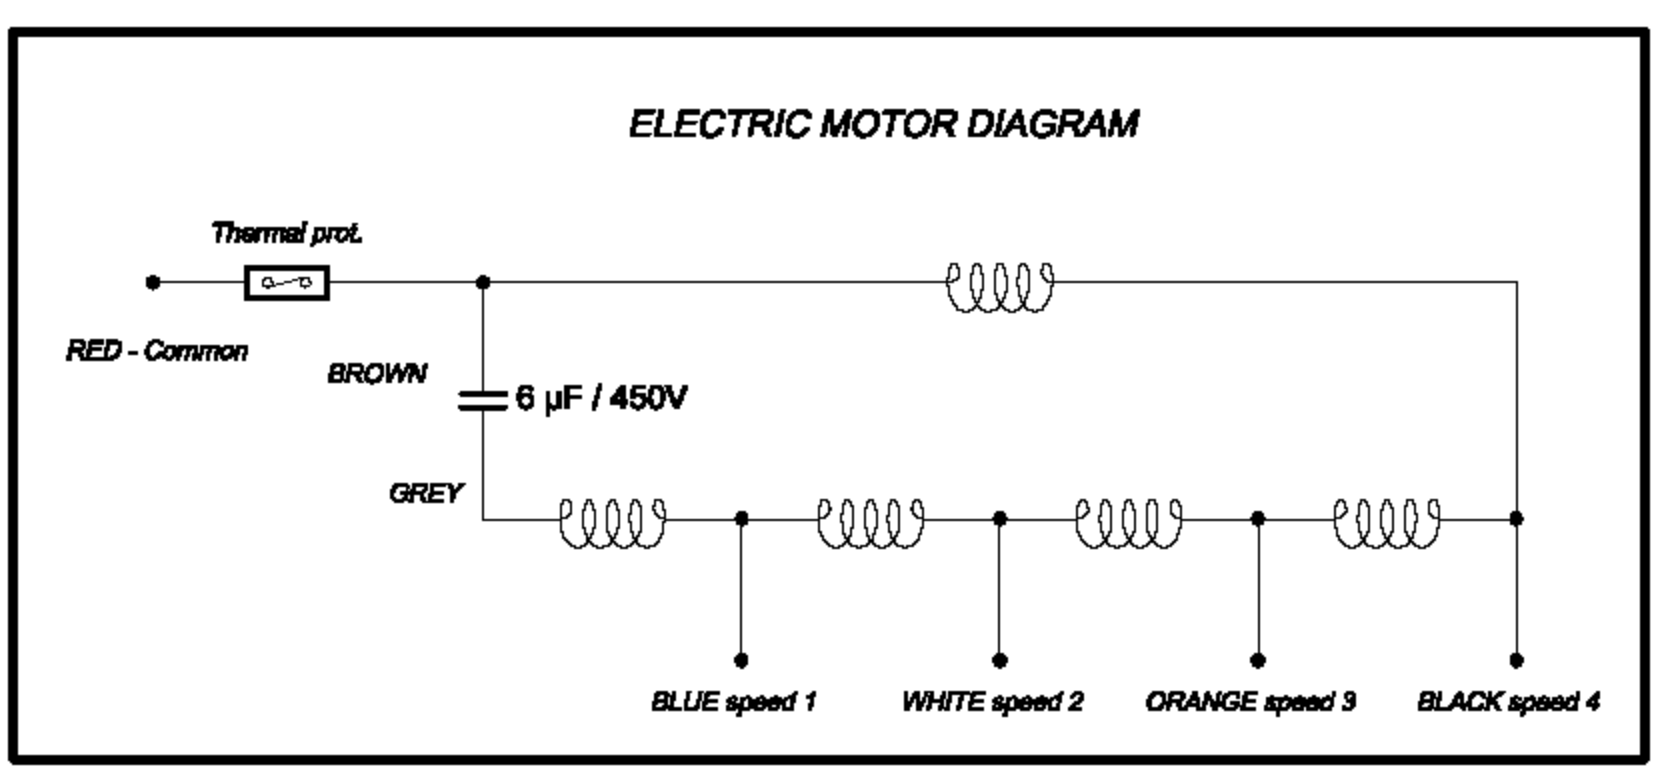 ELECTRIC MOTOR DIAGRAM
Thermal prot.
RED - Common
BROWN
6 µF / 450V
GREY
BLUE speed 1
WHITE speed 2
ORANGE speed 3
BLACK speed 4